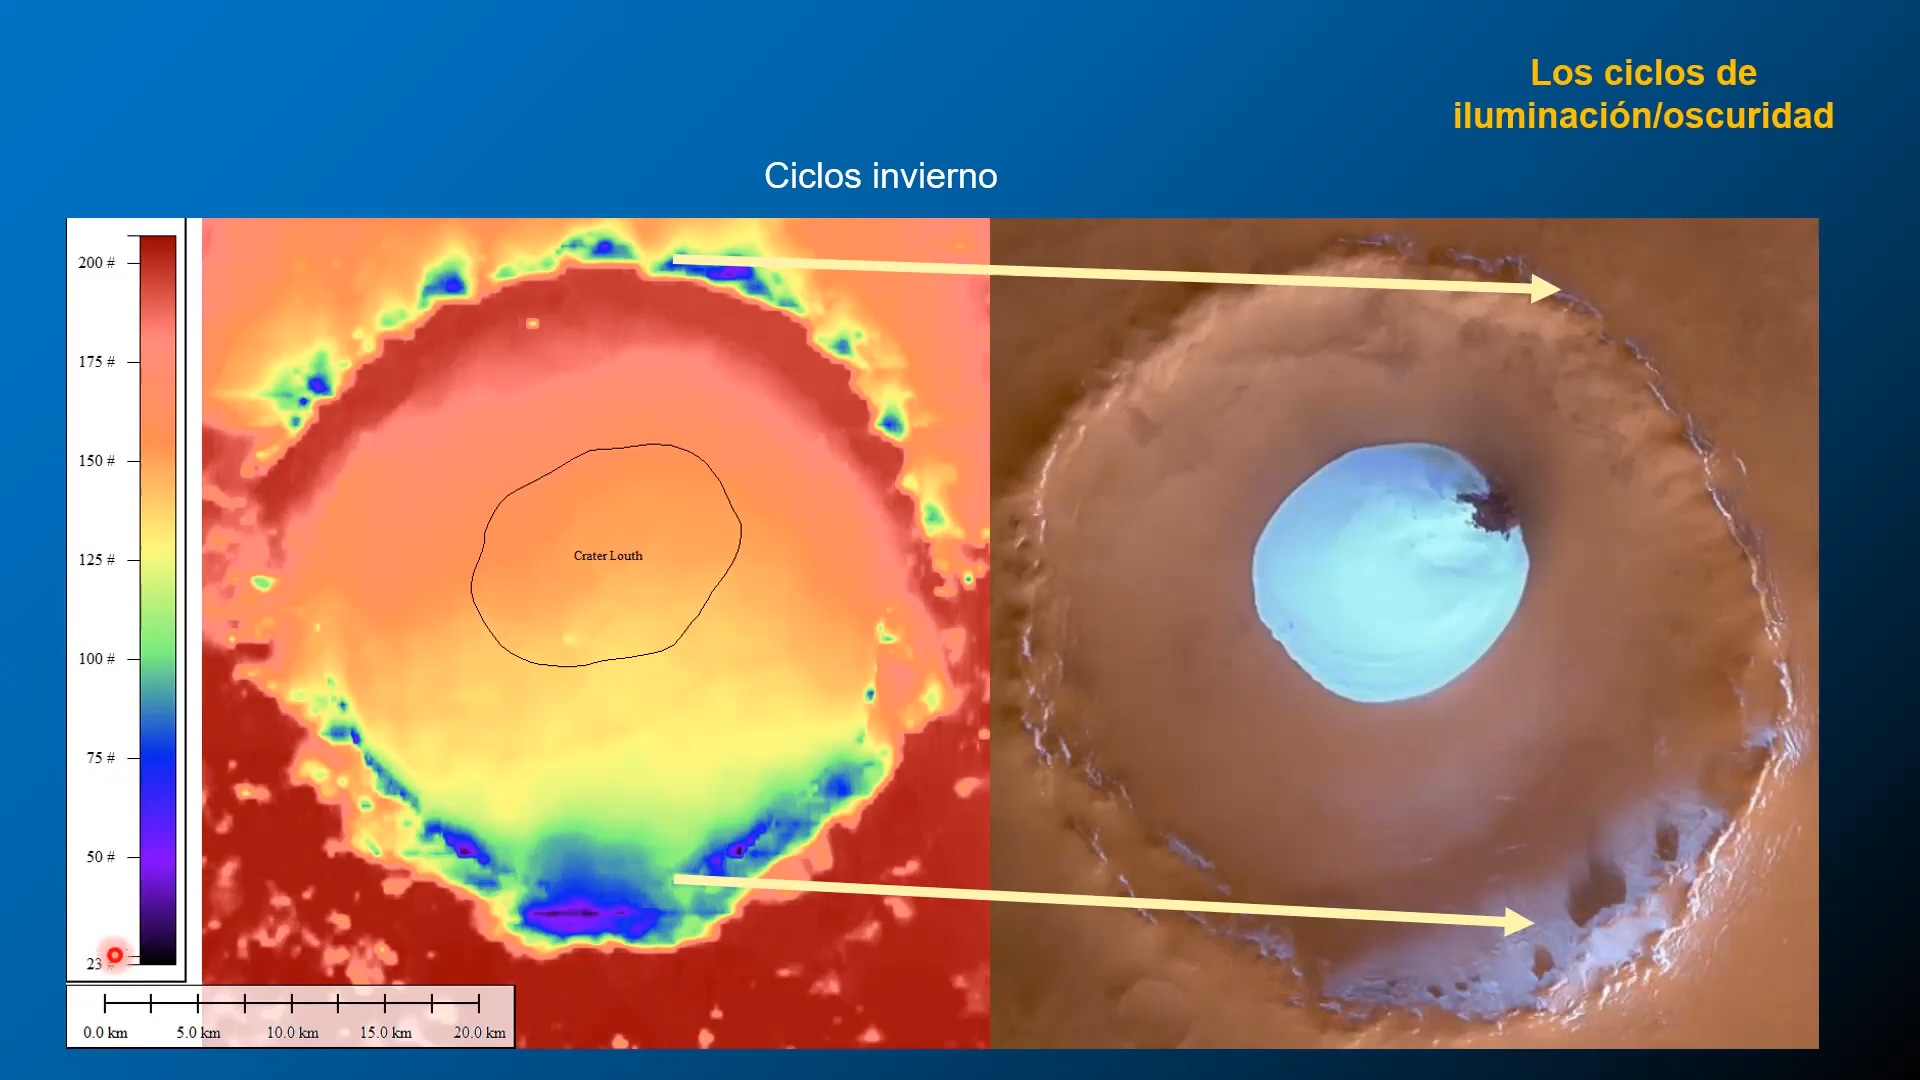 Los ciclos de
iluminación/oscuridad
Ciclos invierno
200 #
175 #
150 #
125 #
100 #
75 #
50 #
23
Crater Louth
0.0 km 5.0 km 10.0 km 15.0 km 20.0 km